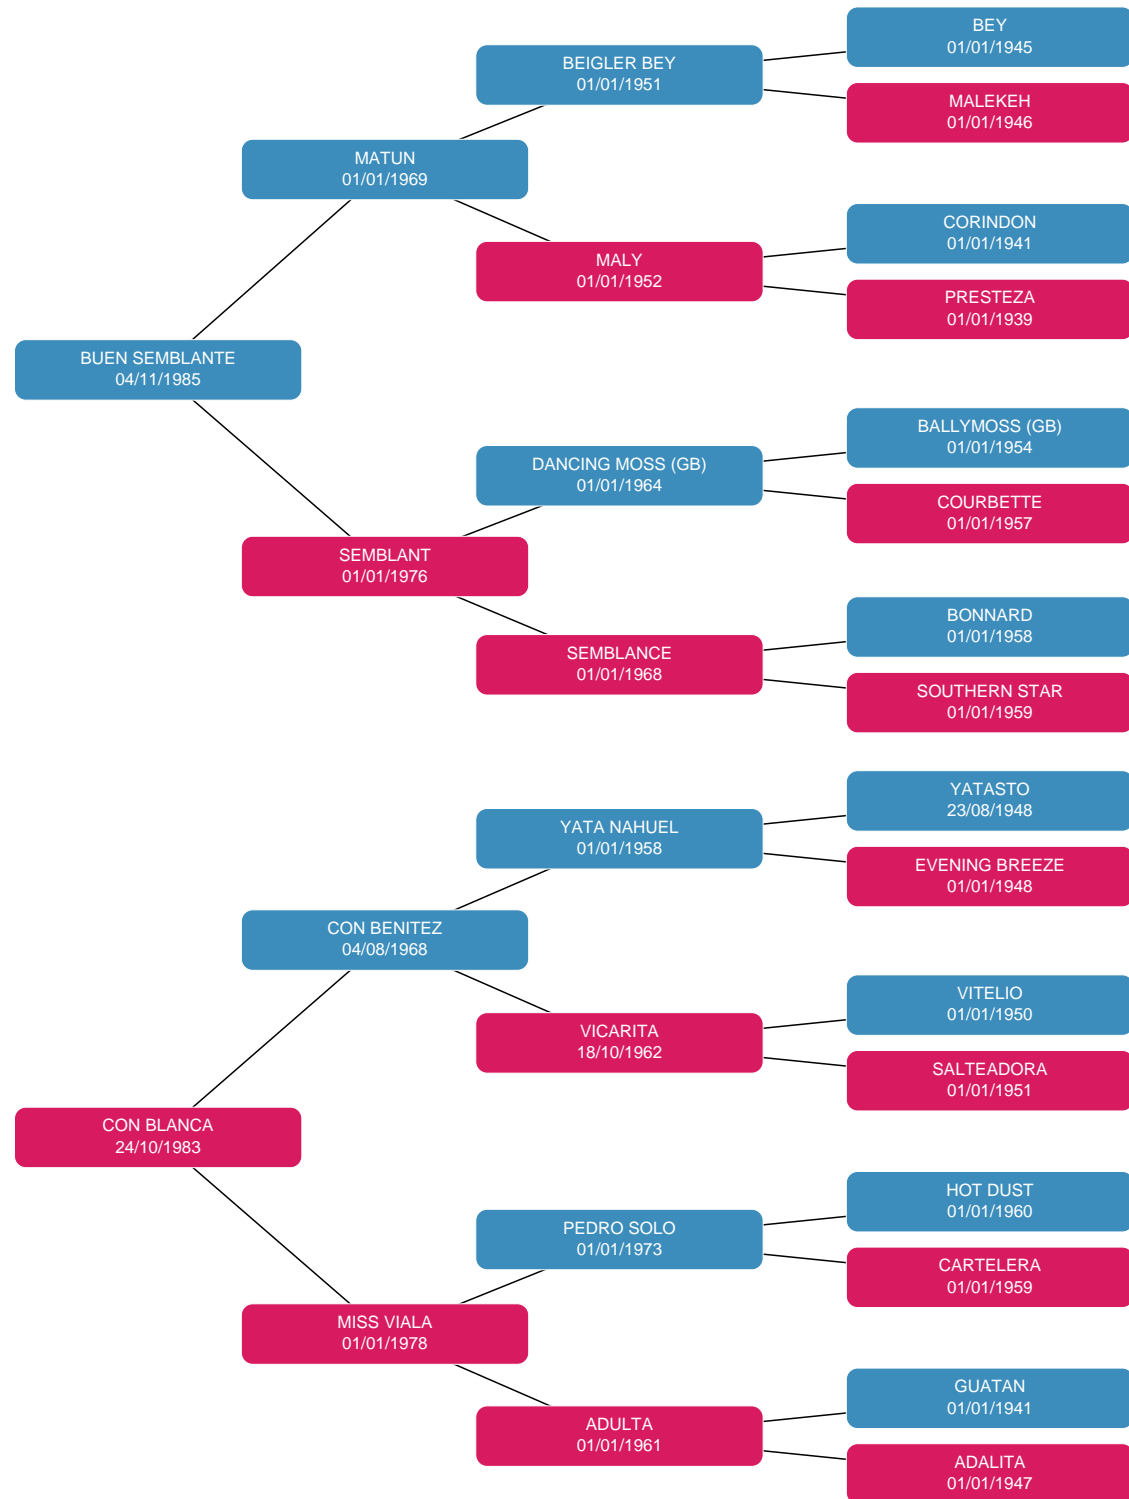 BEY
01/01/1945
BEIGLER BEY
01/01/1951
MALEKEH
01/01/1946
MATUN
01/01/1969
CORINDON
01/01/1941
MALY
01/01/1952
PRESTEZA
01/01/1939
BUEN SEMBLANTE
04/11/1985
BALLYMOSS (GB)
01/01/1954
DANCING MOSS (GB)
01/01/1964
COURBETTE
01/01/1957
SEMBLANT
01/01/1976
BONNARD
01/01/1958
SEMBLANCE
01/01/1968
SOUTHERN STAR
01/01/1959
YATASTO
23/08/1948
YATA NAHUEL
01/01/1958
EVENING BREEZE
01/01/1948
CON BENITEZ
04/08/1968
VITELIO
01/01/1950
VICARITA
18/10/1962
SALTEADORA
01/01/1951
CON BLANCA
24/10/1983
HOT DUST
01/01/1960
PEDRO SOLO
01/01/1973
CARTELERA
01/01/1959
MISS VIALA
01/01/1978
GUATAN
01/01/1941
ADULTA
01/01/1961
ADALITA
01/01/1947